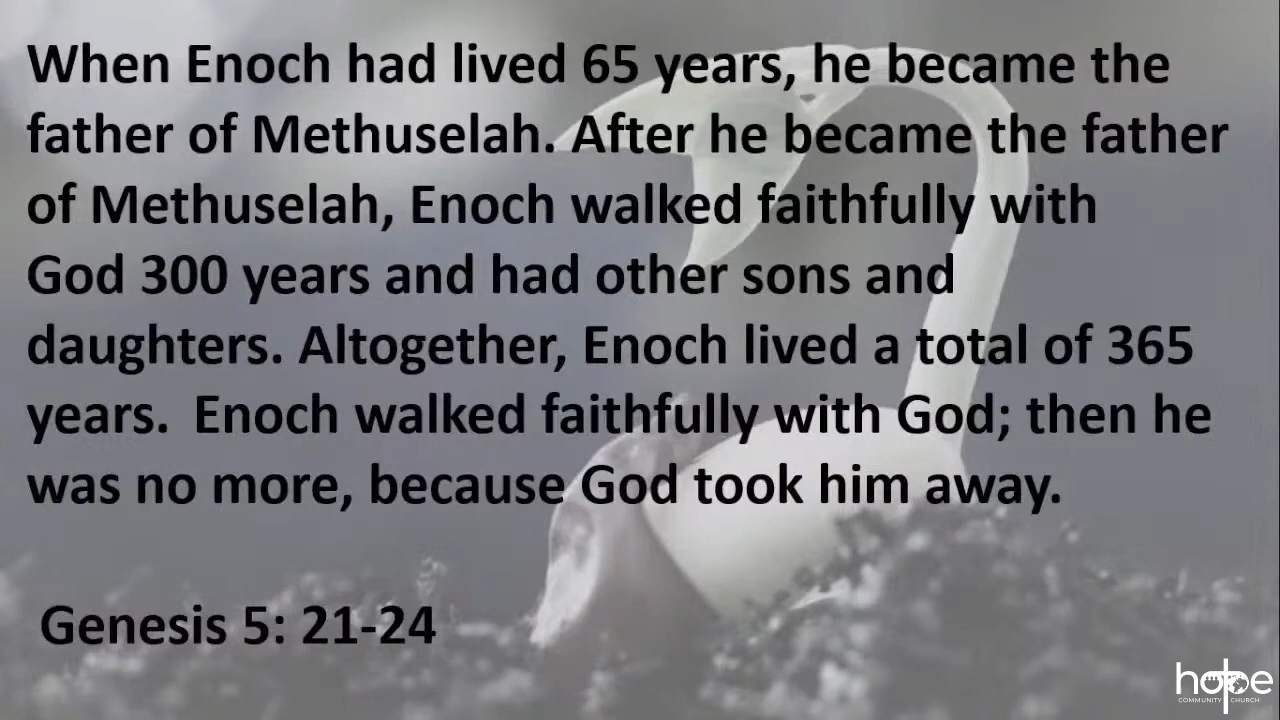 When Enoch had lived 65 years, he became the
father of Methuselah. After he became the father
of Methuselah, Enoch walked faithfully with
God 300 years and had other sons and
daughters. Altogether, Enoch lived a total of 365
years.  Enoch walked faithfully with God; then he
was no more, because God took him away.
Genesis 5: 21-24
hope
COMMUNITY CHURCH